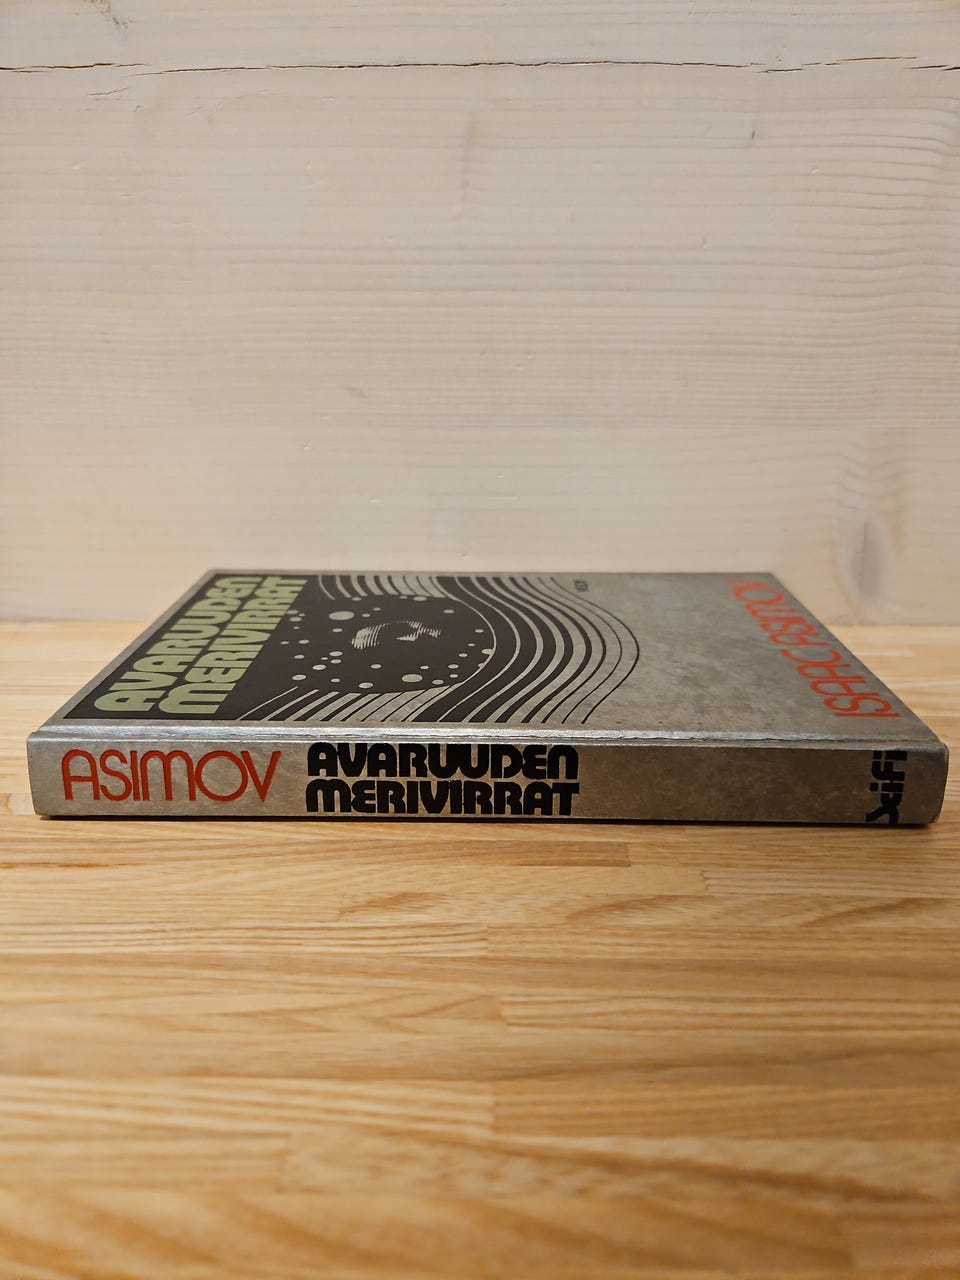 AVARUUDEN
MERIVIRRAT
ISAAC ASIMOV
ASIMOV
AVARUUDEN
MERIVIRRAT
Scifi